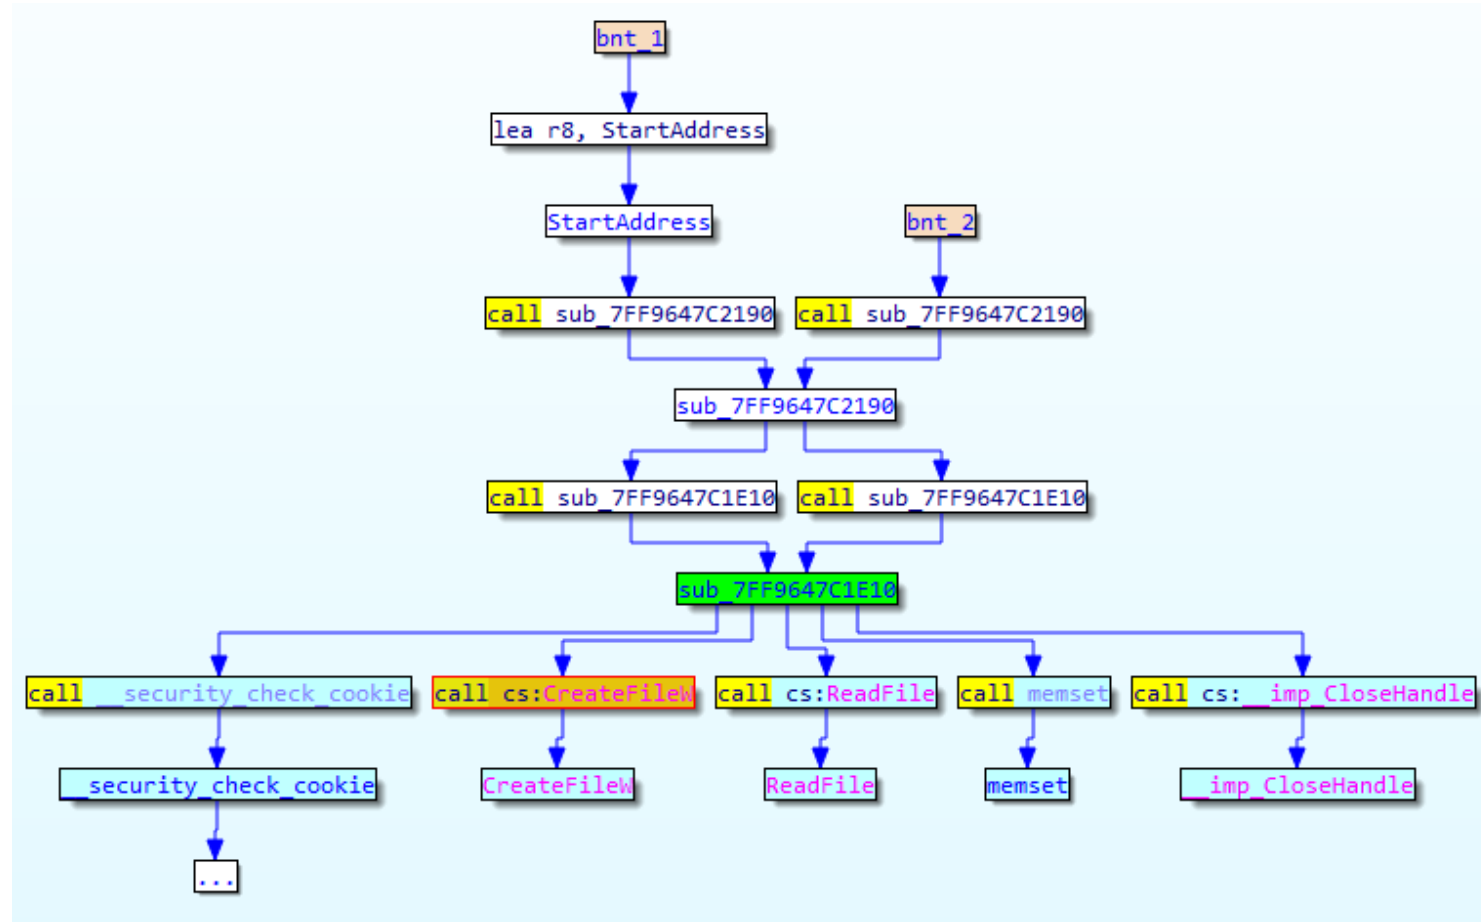 bnt_1
lea r8, StartAddress
StartAddress
bnt_2
call sub_7FF9647C2190
call sub_7FF9647C2190
sub_7FF9647C2190
call sub_7FF9647C1E10
call sub_7FF9647C1E10
sub_7FF9647C1E10
call __security_check_cookie
call cs:CreateFileW
call cs:ReadFile
call memset
call cs:__imp_CloseHandle
__security_check_cookie
CreateFileW
ReadFile
memset
__imp_CloseHandle
...